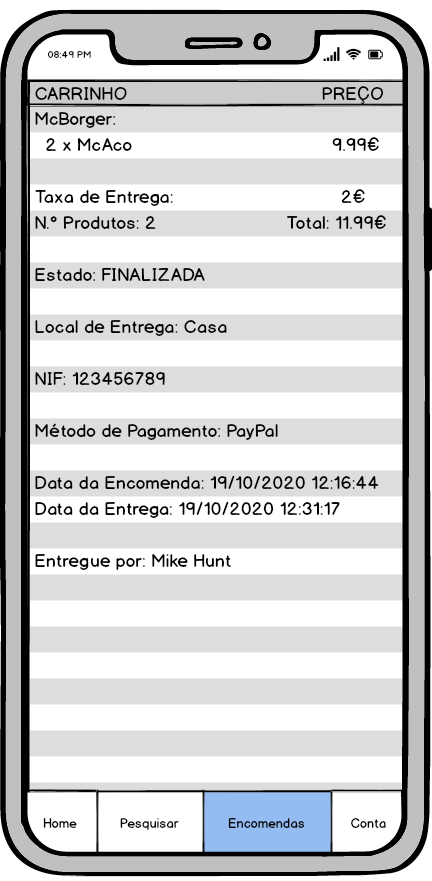 08:49 PM
CARRINHO PREÇO
McBorger:
2 x McAco 9.99€
Taxa de Entrega: 2€
N.º Produtos: 2 Total: 11.99€
Estado: FINALIZADA
Local de Entrega: Casa
NIF: 123456789
Método de Pagamento: PayPal
Data da Encomenda: 19/10/2020 12:16:44
Data da Entrega: 19/10/2020 12:31:17
Entregue por: Mike Hunt
Home Pesquisar Encomendas Conta